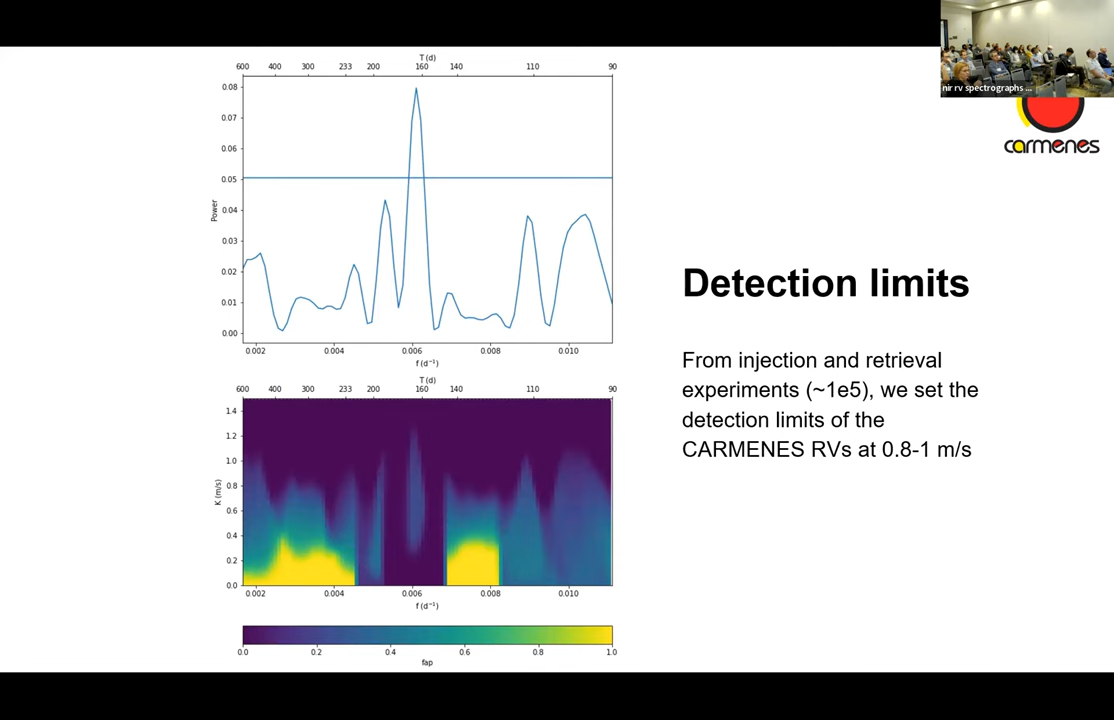 nir rv spectrographs ...
carmenes
T (d)
600 400 300 233 200 160 140 110 90
0.08
0.07
0.06
0.05
0.04
0.03
0.02
0.01
0.00
Power
0.002 0.004 0.006 0.008 0.010
f (d⁻¹)
T (d)
600 400 300 233 200 160 140 110 90
1.4
1.2
1.0
0.8
0.6
0.4
0.2
0.0
K (m/s)
0.002 0.004 0.006 0.008 0.010
f (d⁻¹)
0.0 0.2 0.4 0.6 0.8 1.0
fap
Detection limits
From injection and retrieval
experiments (~1e5), we set the
detection limits of the
CARMENES RVs at 0.8-1 m/s